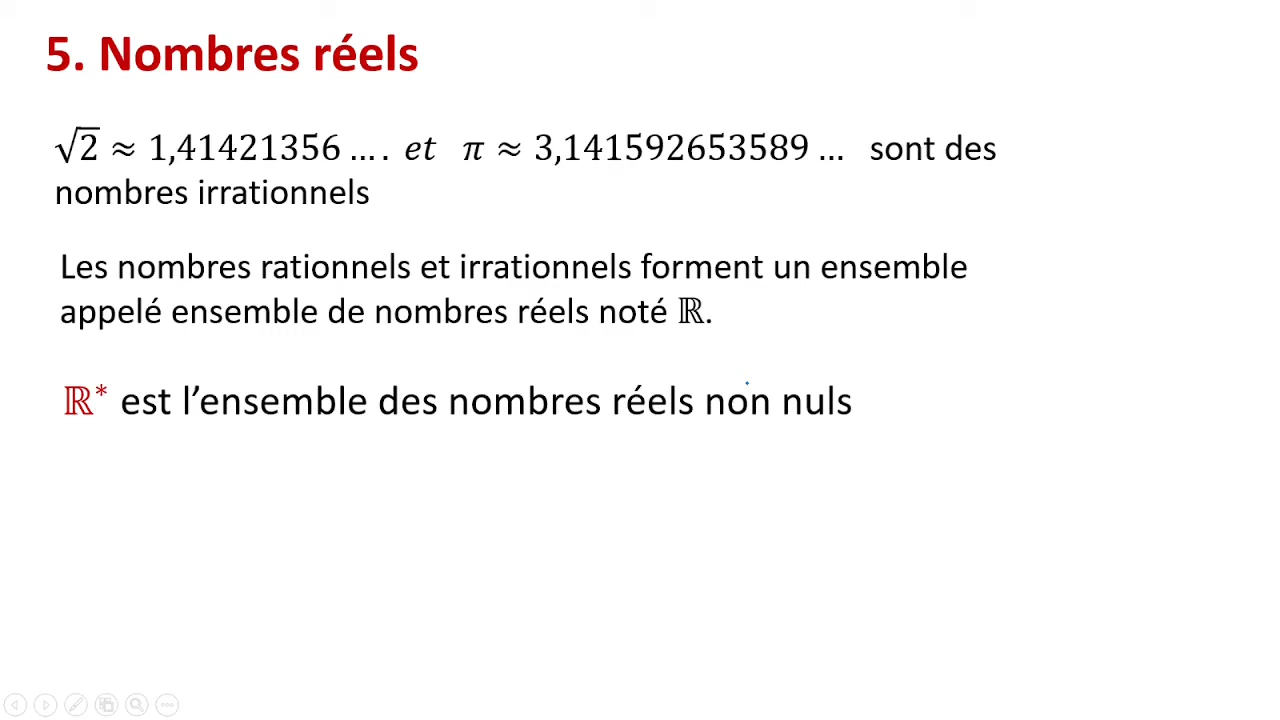 5. Nombres réels
√2 ≈ 1,41421356 … . et π ≈ 3,141592653589 … sont des
nombres irrationnels
Les nombres rationnels et irrationnels forment un ensemble
appelé ensemble de nombres réels noté ℝ.
ℝ* est l’ensemble des nombres réels non nuls